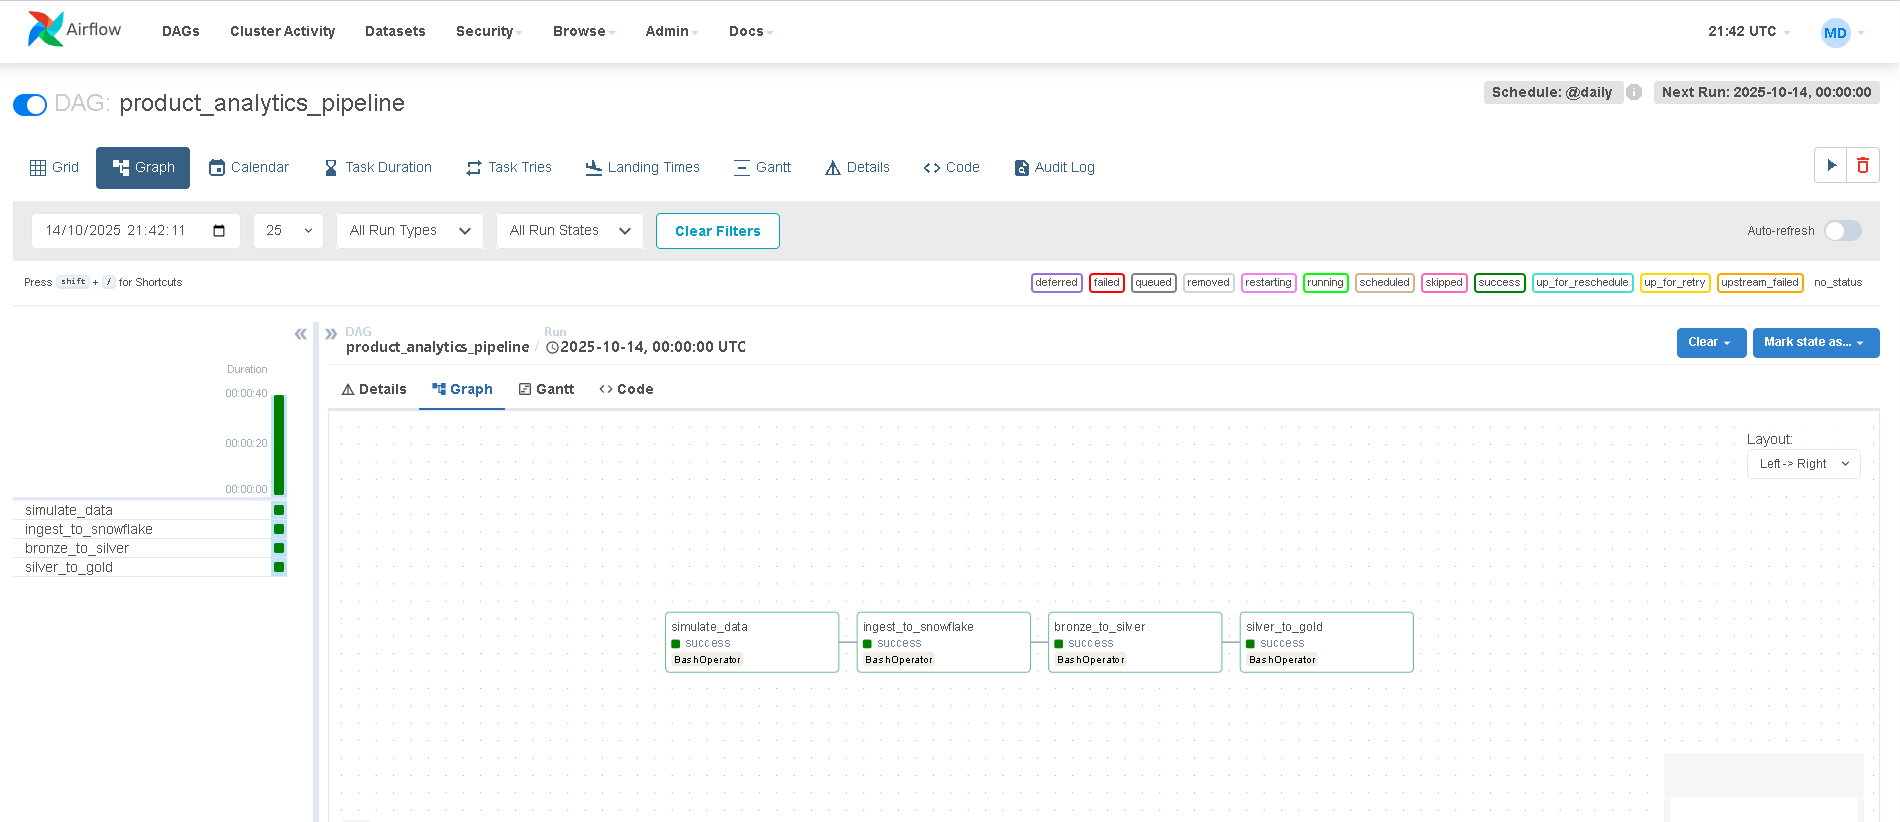 Airflow DAGs Cluster Activity Datasets Security Browse Admin Docs 21:42 UTC MD
DAG: product_analytics_pipeline
Schedule: @daily i Next Run: 2025-10-14, 00:00:00
Grid Graph Calendar Task Duration Task Tries Landing Times Gantt Details Code Audit Log
14/10/2025 21:42:11 25 All Run Types All Run States Clear Filters Auto-refresh
Press shift + / for Shortcuts
deferred failed queued removed restarting running scheduled skipped success up_for_reschedule up_for_retry upstream_failed no_status
DAG Run
product_analytics_pipeline / 2025-10-14, 00:00:00 UTC
Clear Mark state as...
Duration
00:00:40
00:00:20
00:00:00
simulate_data
ingest_to_snowflake
bronze_to_silver
silver_to_gold
Details Graph Gantt Code
Layout:
Left -> Right
simulate_data
success
BashOperator
ingest_to_snowflake
success
BashOperator
bronze_to_silver
success
BashOperator
silver_to_gold
success
BashOperator